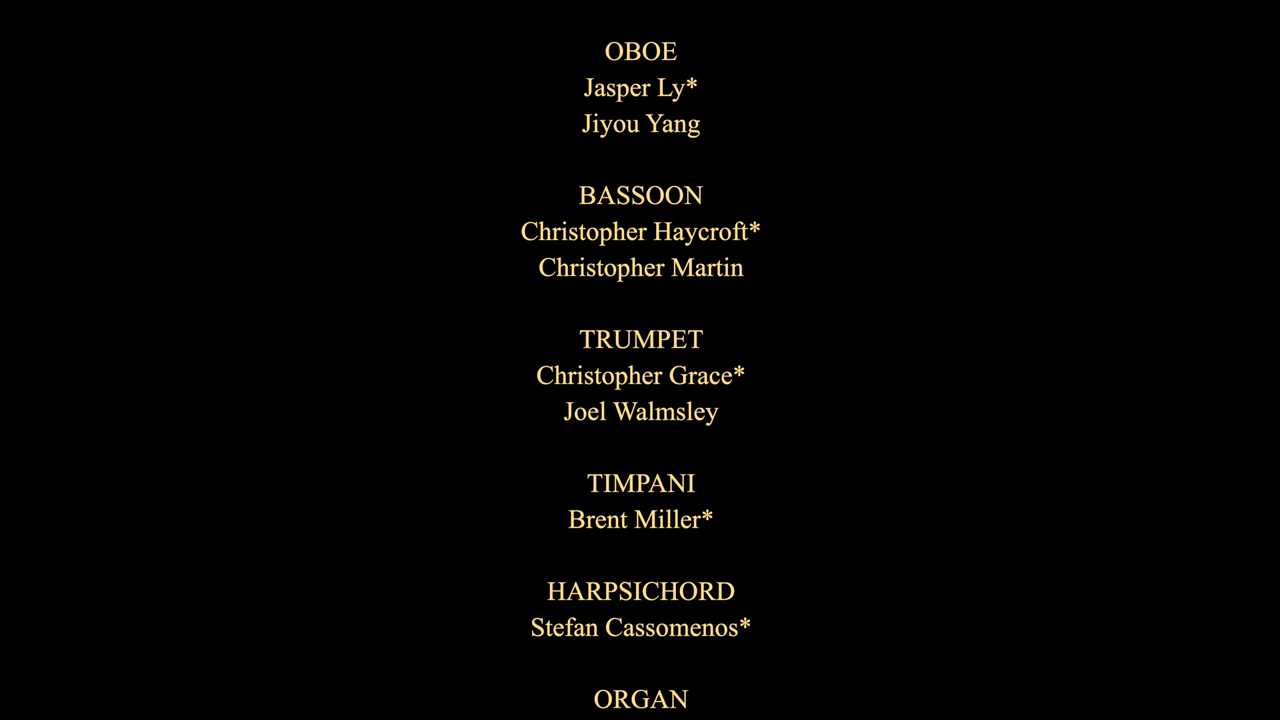 OBOE
Jasper Ly*
Jiyou Yang
BASSOON
Christopher Haycroft*
Christopher Martin
TRUMPET
Christopher Grace*
Joel Walmsley
TIMPANI
Brent Miller*
HARPSICHORD
Stefan Cassomenos*
ORGAN